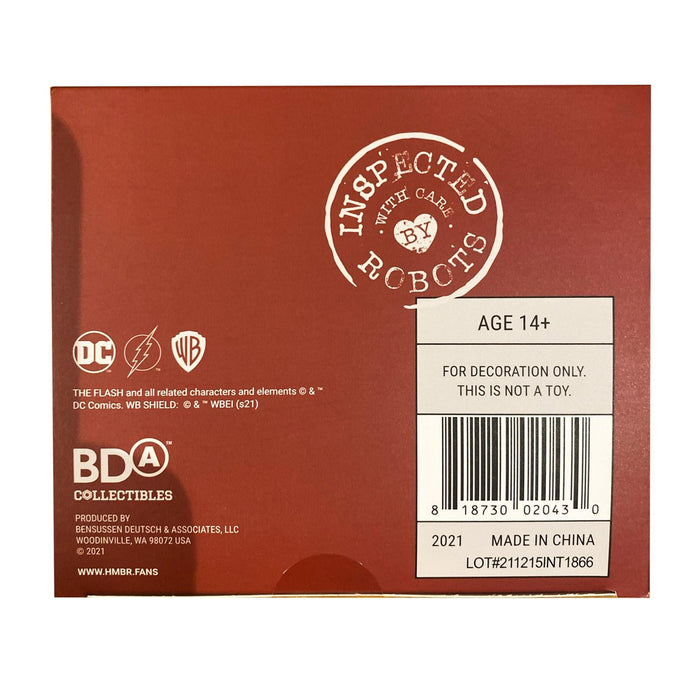 INSPECTED
· WITH CARE ·
BY
ROBOTS
AGE 14+
FOR DECORATION ONLY.
THIS IS NOT A TOY.
8 18730 02043 0
2021 MADE IN CHINA
LOT#211215INT1866
DC WB
THE FLASH and all related characters and elements © & ™
DC Comics. WB SHIELD: © & ™ WBEI (s21)
BDA™
COLLECTIBLES
PRODUCED BY
BENSUSSEN DEUTSCH & ASSOCIATES, LLC
WOODINVILLE, WA 98072 USA
© 2021
WWW.HMBR.FANS